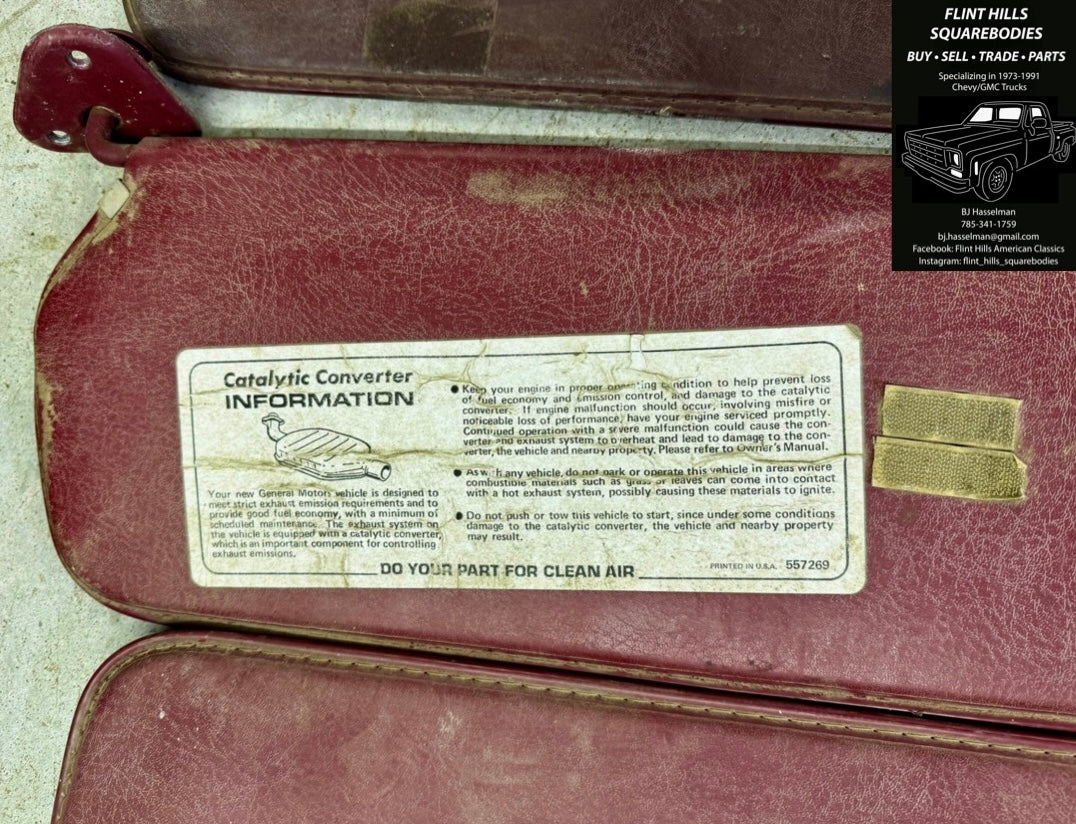 FLINT HILLS
SQUAREBODIES
BUY • SELL • TRADE • PARTS
Specializing in 1973-1991
Chevy/GMC Trucks
BJ Hasselman
785-341-1759
bj.hasselman@gmail.com
Facebook: Flint Hills American Classics
Instagram: flint_hills_squarebodies
Catalytic Converter
INFORMATION
Your new General Motors vehicle is designed to
meet strict exhaust emission requirements and to
provide good fuel economy, with a minimum of
scheduled maintenance. The exhaust system on
the vehicle is equipped with a catalytic converter,
which is an important component for controlling
exhaust emissions.
● Keep your engine in proper operating condition to help prevent loss
of fuel economy and emission control, and damage to the catalytic
converter. If engine malfunction should occur, involving misfire or
noticeable loss of performance, have your engine serviced promptly.
Continued operation with a severe malfunction could cause the con-
verter and exhaust system to overheat and lead to damage to the con-
verter, the vehicle and nearby property. Please refer to Owner's Manual.
● As with any vehicle, do not park or operate this vehicle in areas where
combustible materials such as grass or leaves can come into contact
with a hot exhaust system, possibly causing these materials to ignite.
● Do not push or tow this vehicle to start, since under some conditions
damage to the catalytic converter, the vehicle and nearby property
may result.
DO YOUR PART FOR CLEAN AIR
PRINTED IN U.S.A. 557269